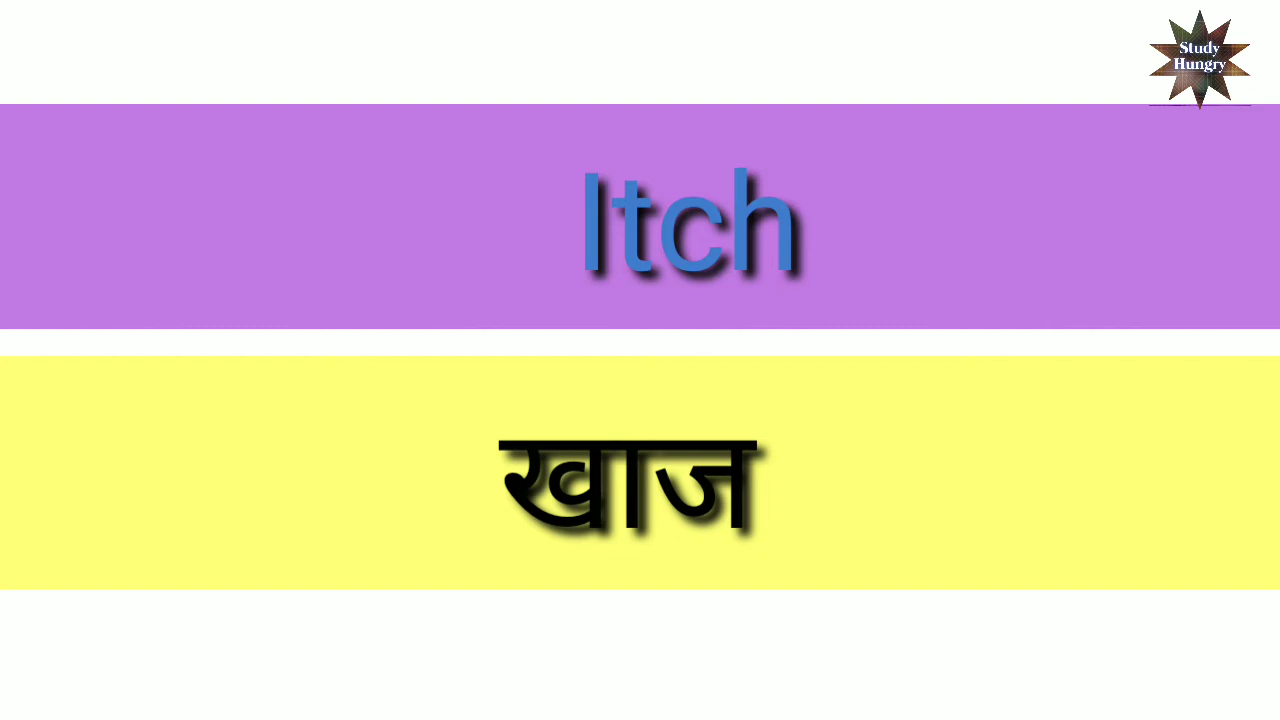 Study
Hungry
Itch
खाज